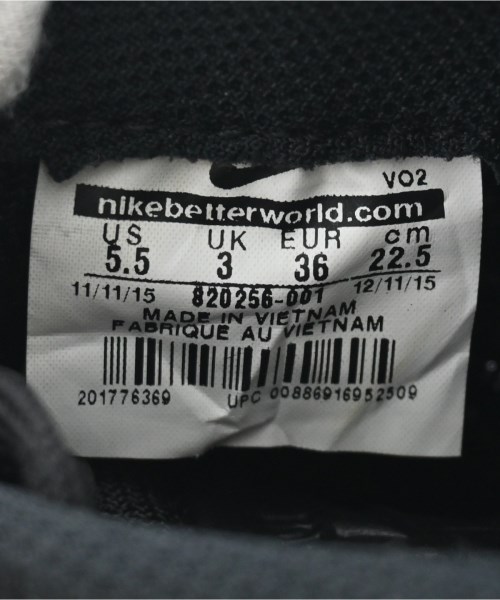 VO2
nikebetterworld.com
US UK EUR cm
5.5 3 36 22.5
11/11/15 820256-001 12/11/15
MADE IN VIETNAM
FABRIQUE AU VIETNAM
201776369 UPC 00886916952509